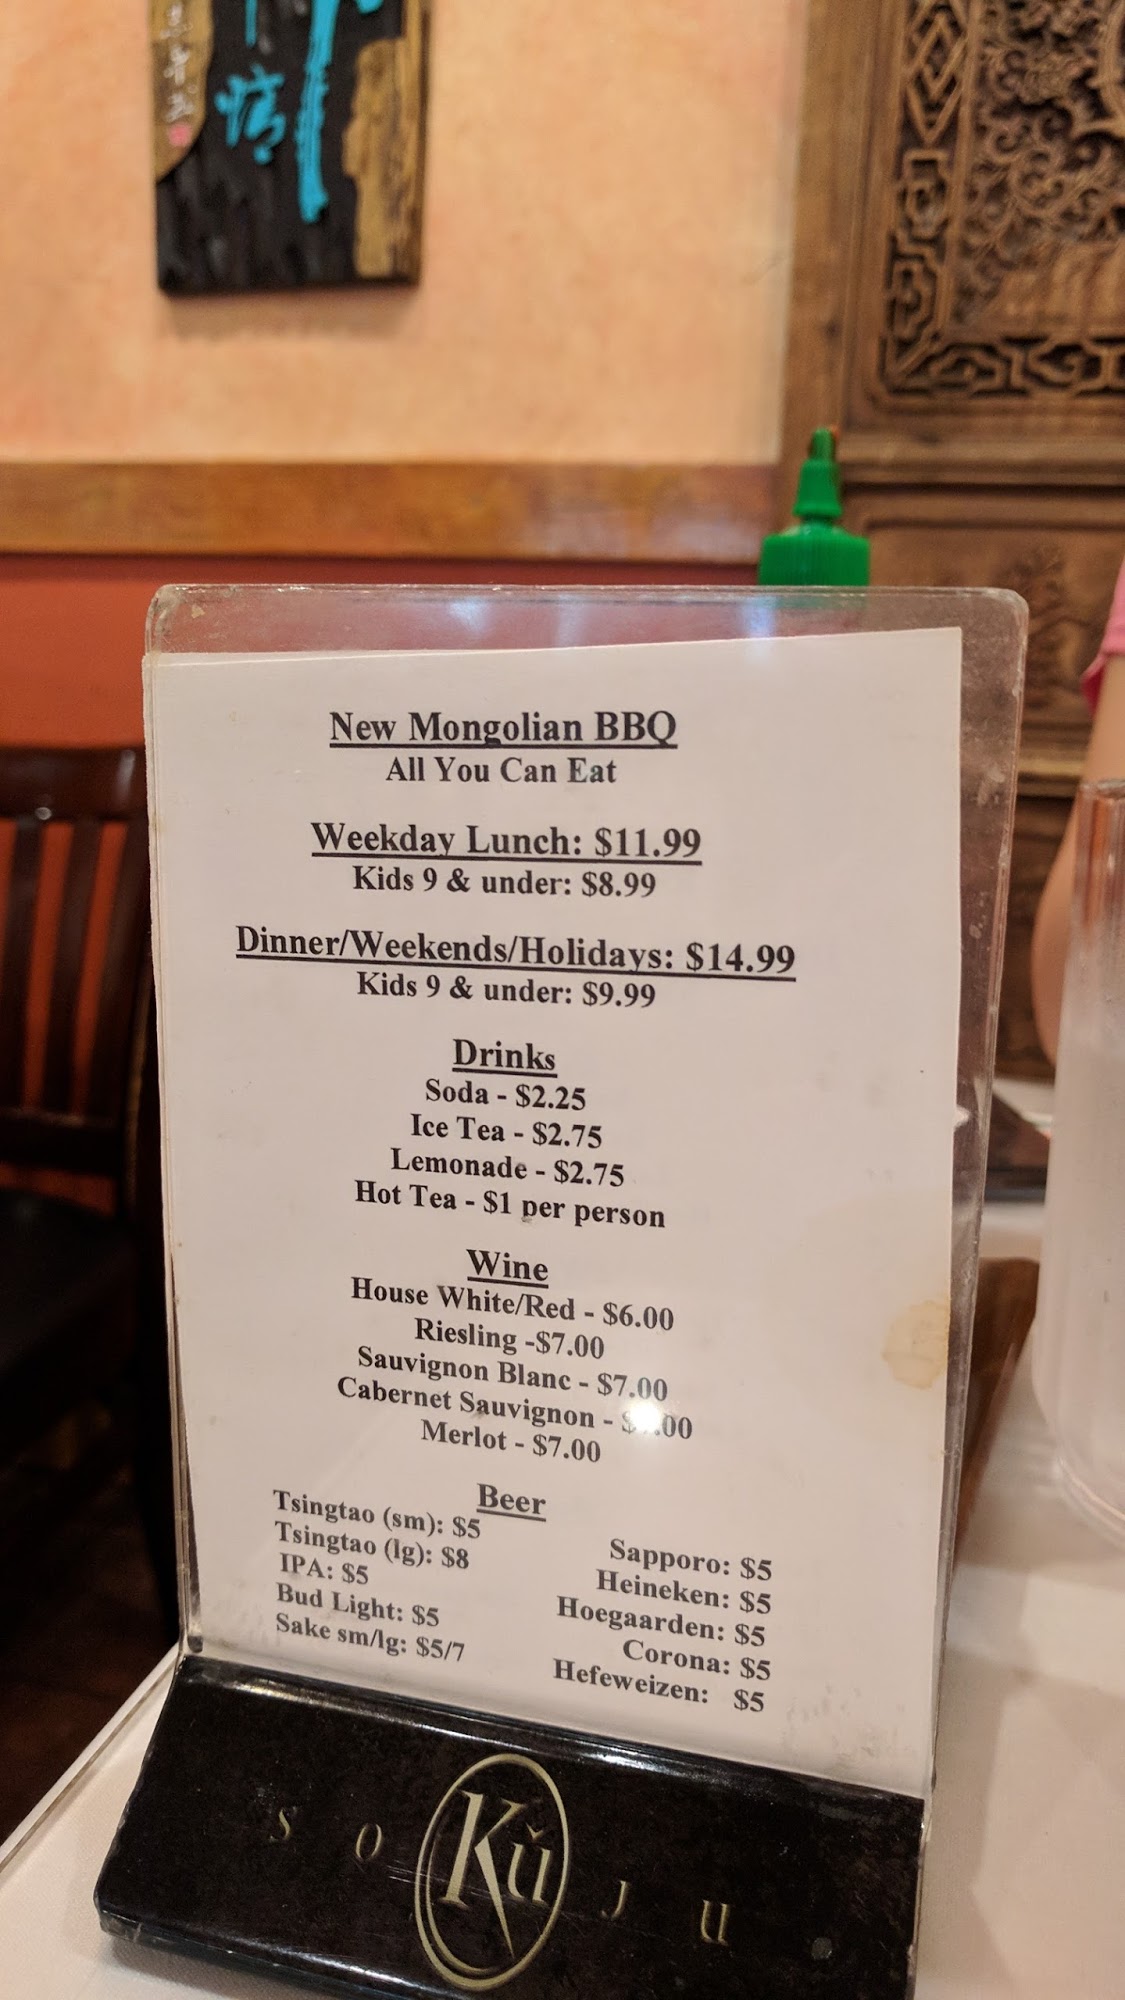 New Mongolian BBQ
All You Can Eat
Weekday Lunch: $11.99
Kids 9 & under: $8.99
Dinner/Weekends/Holidays: $14.99
Kids 9 & under: $9.99
Drinks
Soda - $2.25
Ice Tea - $2.75
Lemonade - $2.75
Hot Tea - $1 per person
Wine
House White/Red - $6.00
Riesling -$7.00
Sauvignon Blanc - $7.00
Cabernet Sauvignon -
Merlot - $7.00
Beer
Tsingtao (sm): $5
Tsingtao (lg): $8
IPA: $5
Bud Light: $5
Sake sm/lg: $5/7
Sapporo: $5
Heineken: $5
Hoegaarden: $5
Corona: $5
Hefeweizen: $5
Kŭ
soju